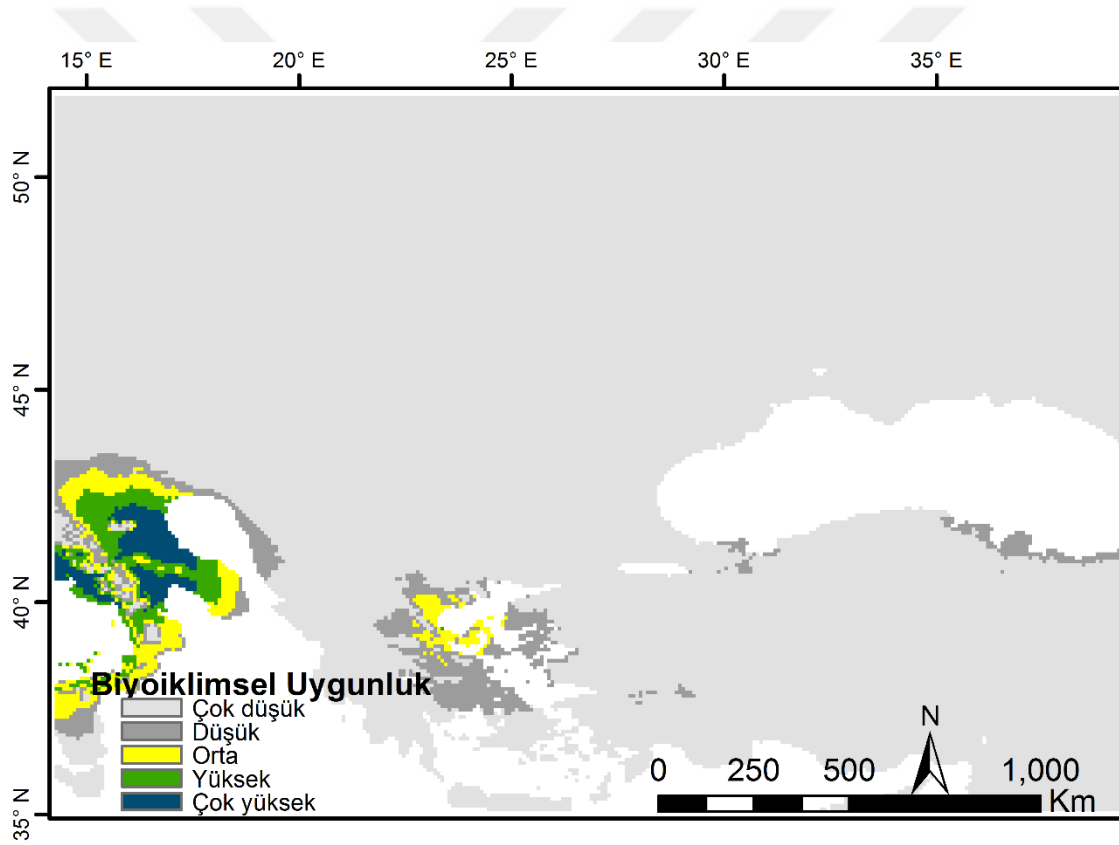 15° E 20° E 25° E 30° E 35° E
50° N
45° N
40° N
35° N
Biyoiklimsel Uygunluk
Çok düşük
Düşük
Orta
Yüksek
Çok yüksek
N
0 250 500 1,000
Km